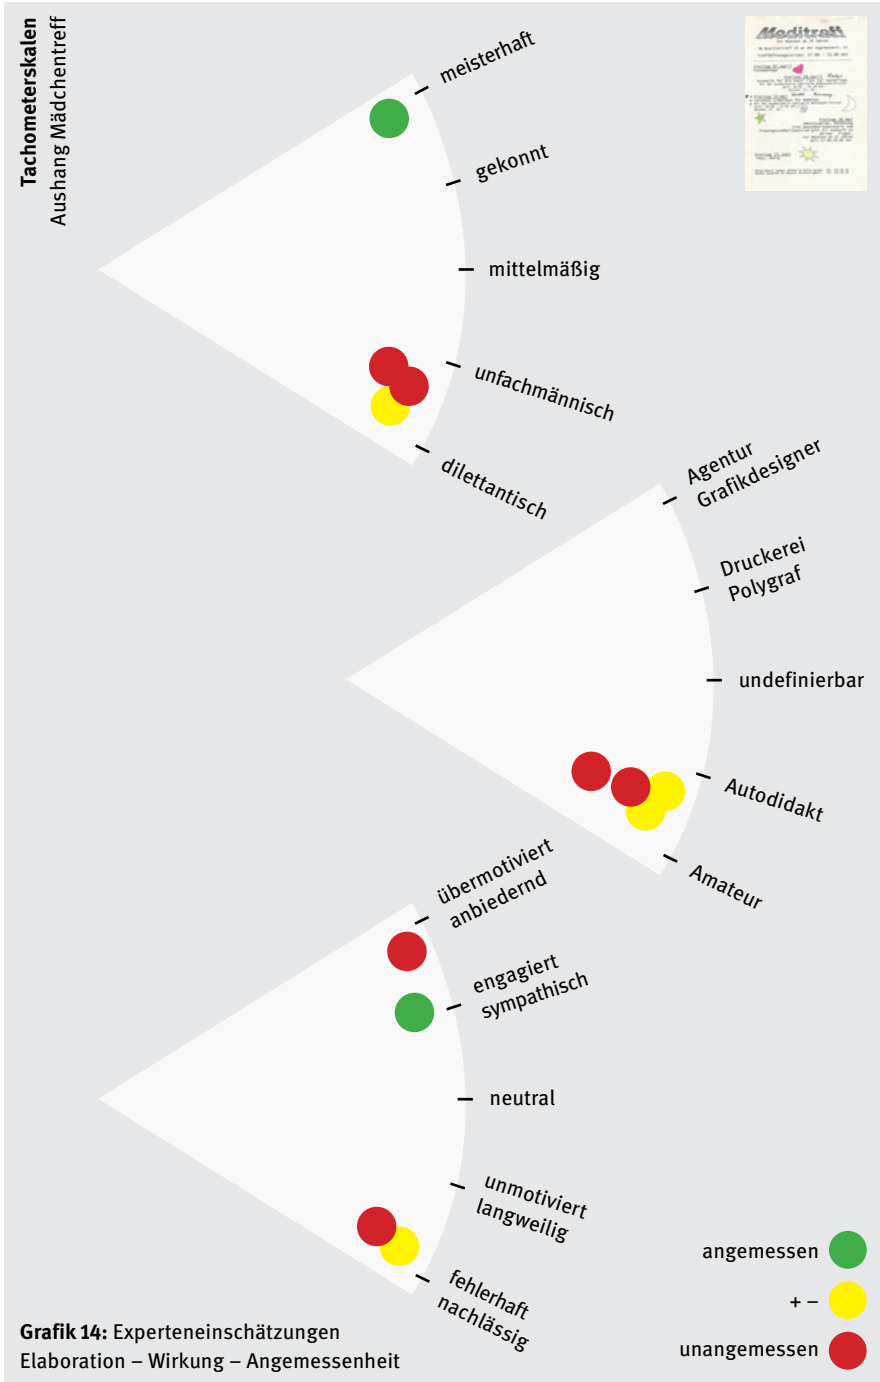 Tachometerskalen
Aushang Mädchentreff
Meditreff
meisterhaft
gekonnt
mittelmäßig
unfachmännisch
dilettantisch
Agentur
Grafikdesigner
Druckerei
Polygraf
undefinierbar
Autodidakt
Amateur
übermotiviert
anbiedernd
engagiert
sympathisch
neutral
unmotiviert
langweilig
fehlerhaft
nachlässig
angemessen
+ –
unangemessen
Grafik 14: Experteneinschätzungen
Elaboration – Wirkung – Angemessenheit